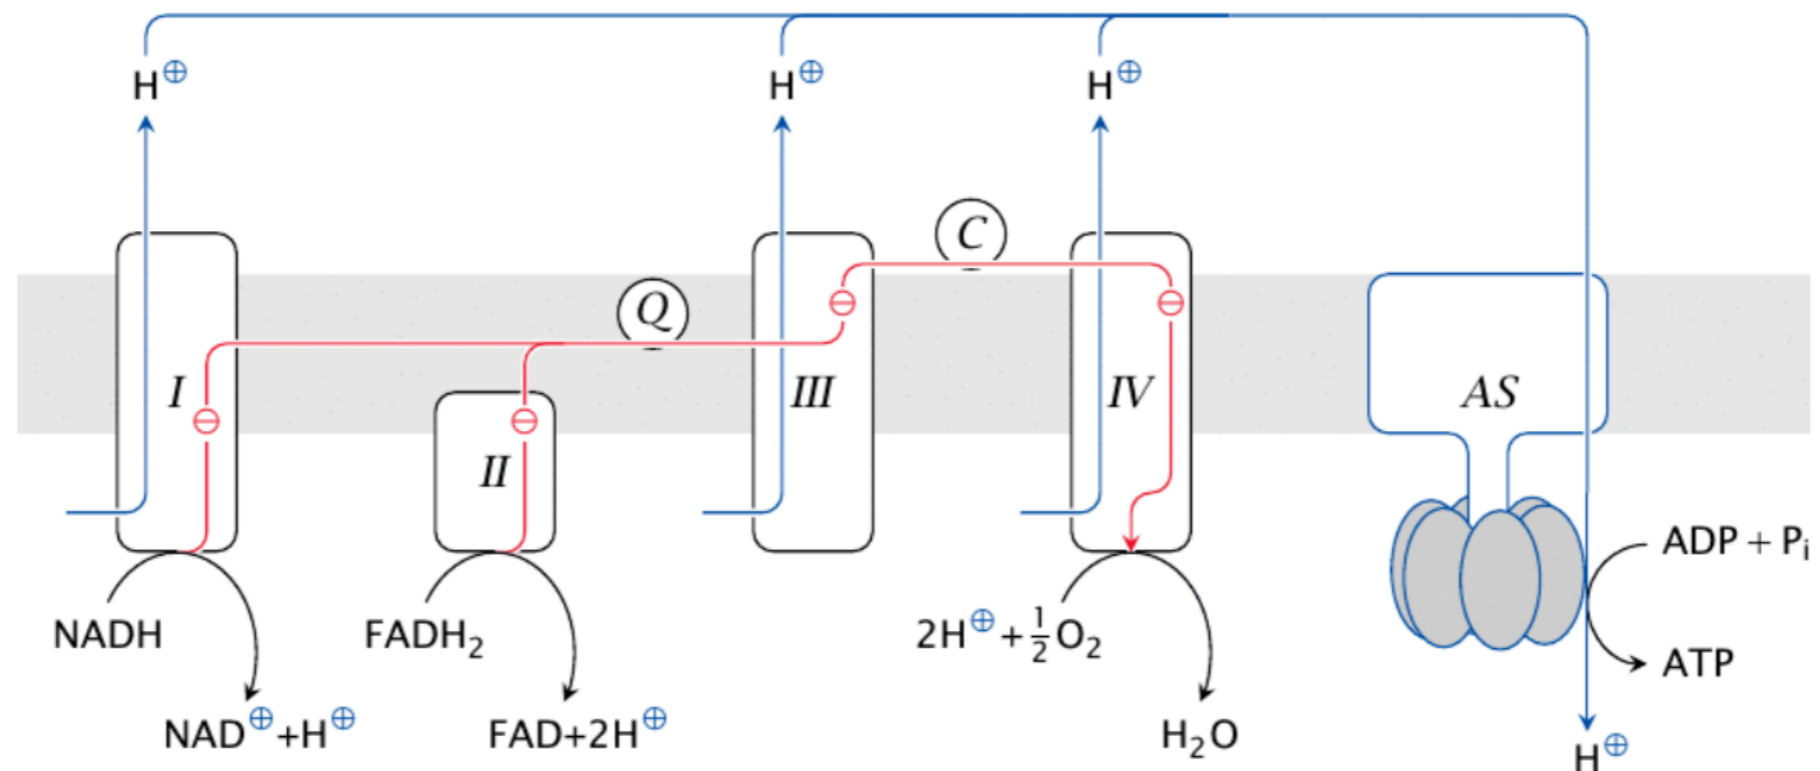 H⊕ H⊕ H⊕
C
Q
I III IV AS
II
ADP + Pi
NADH FADH₂ 2H⊕+½O₂
ATP
NAD⊕+H⊕ FAD+2H⊕ H₂O
H⊕